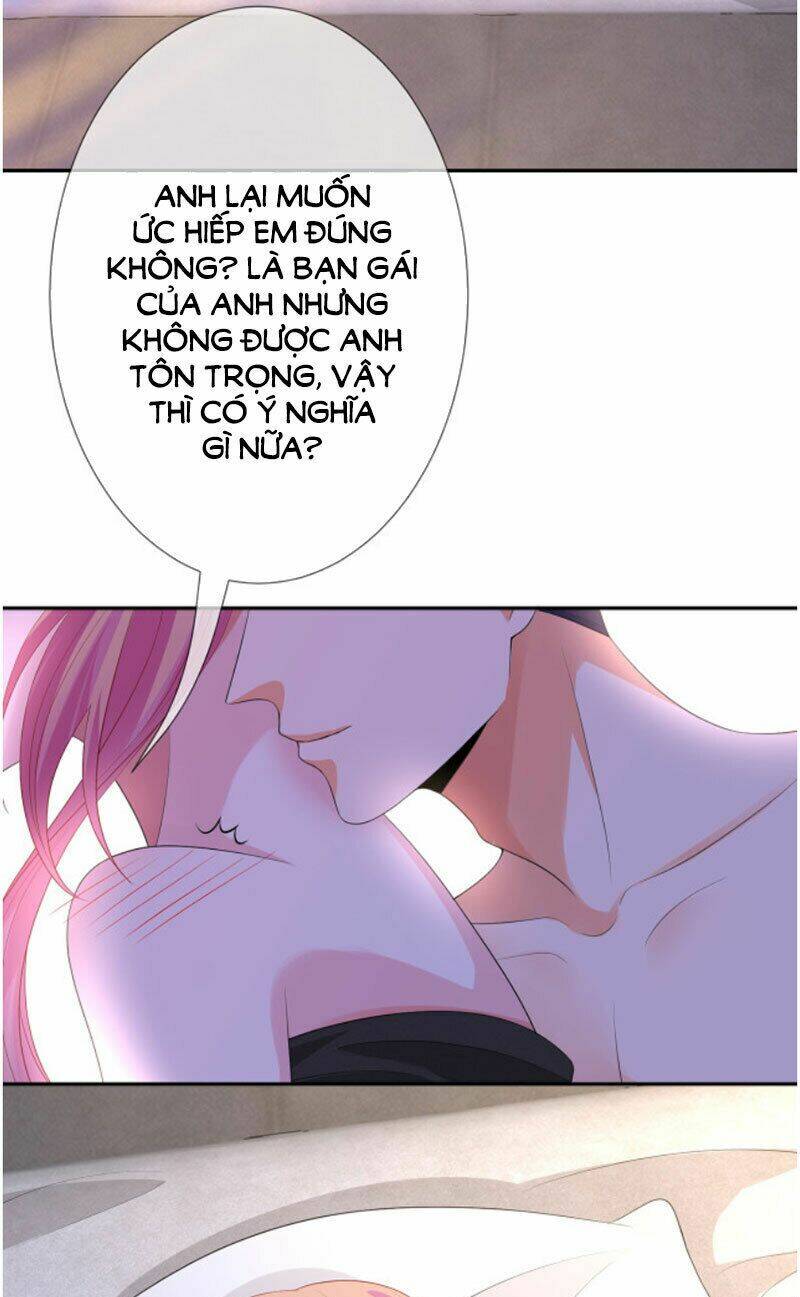 ANH LẠI MUỐN
ỨC HIẾP EM ĐÚNG
KHÔNG? LÀ BẠN GÁI
CỦA ANH NHƯNG
KHÔNG ĐƯỢC ANH
TÔN TRỌNG, VẬY
THÌ CÓ Ý NGHĨA
GÌ NỮA?